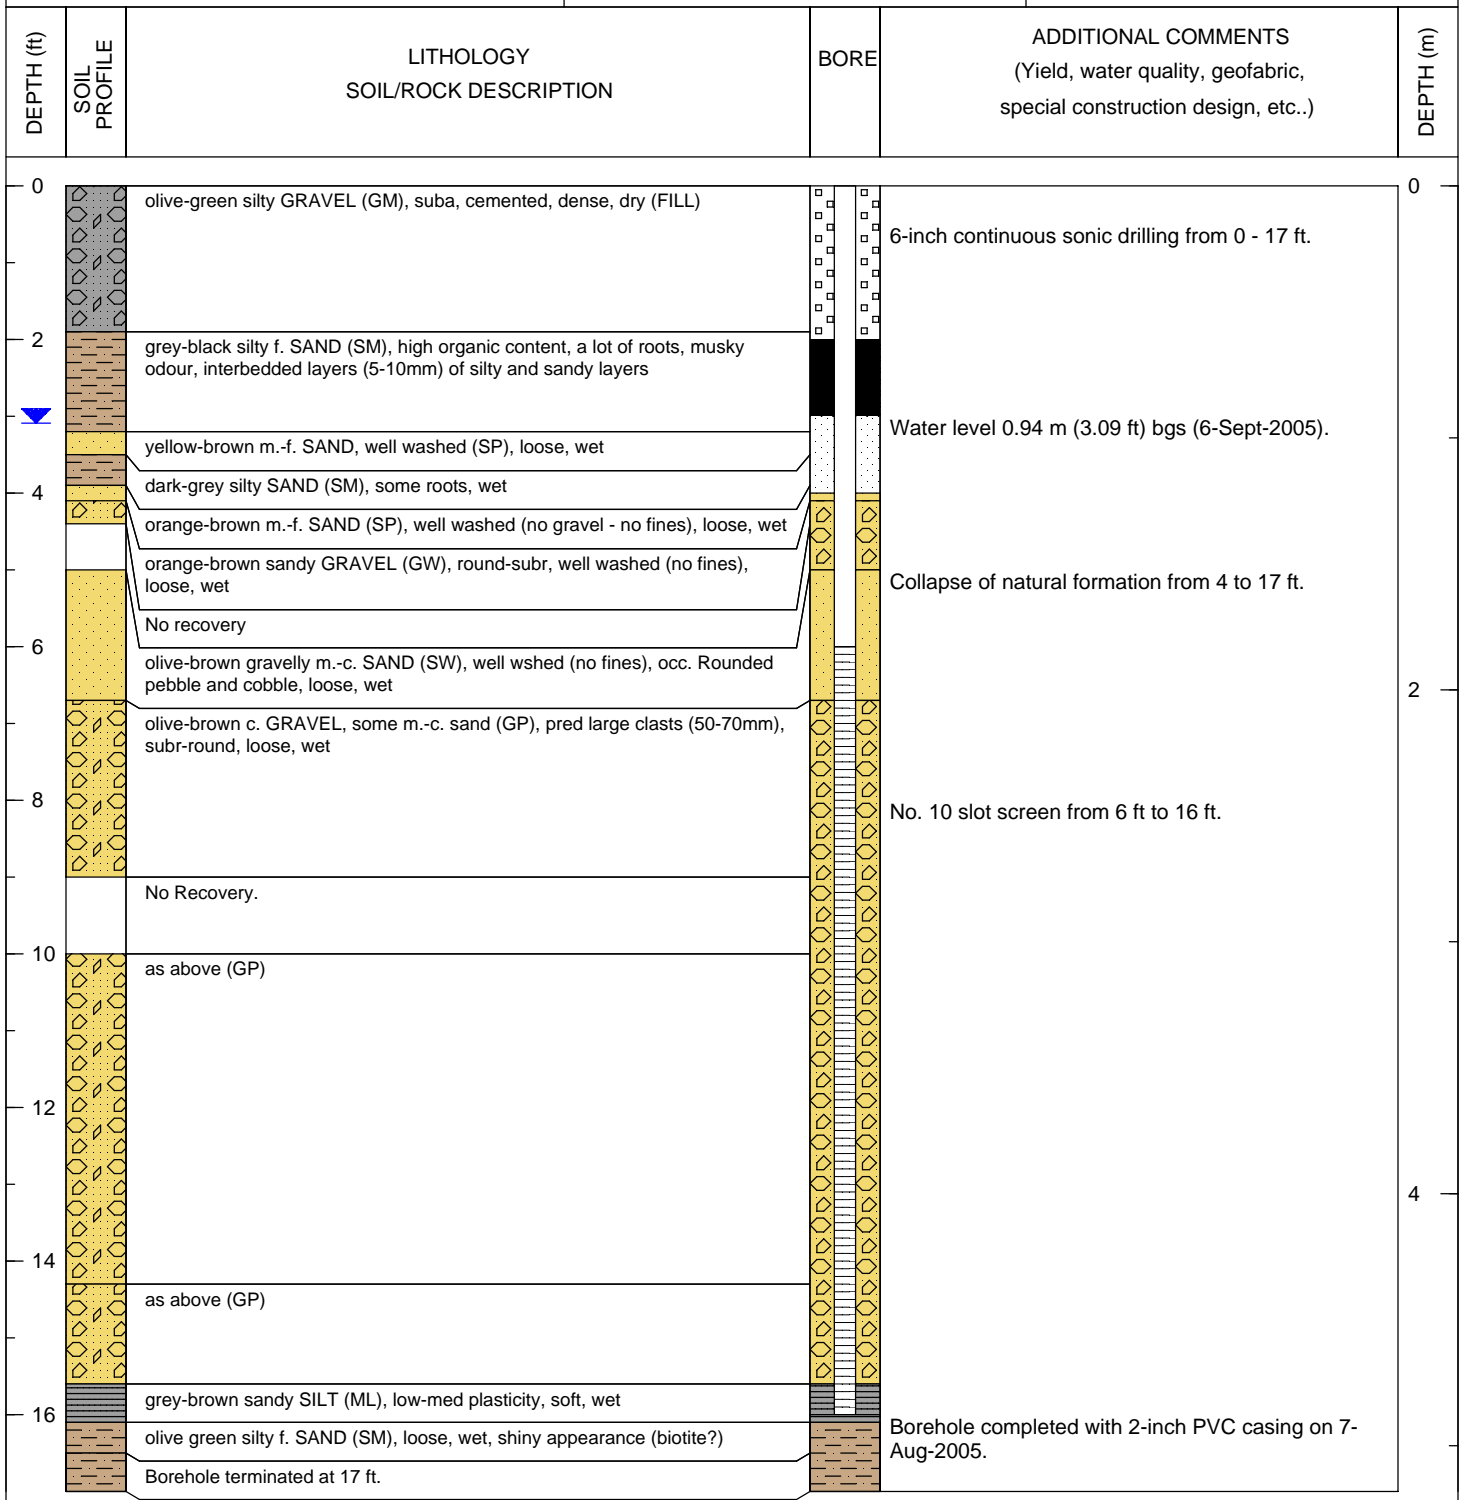 DEPTH (ft)
SOIL
PROFILE
LITHOLOGY
SOIL/ROCK DESCRIPTION
BORE
ADDITIONAL COMMENTS
(Yield, water quality, geofabric,
special construction design, etc..)
DEPTH (m)
0
olive-green silty GRAVEL (GM), suba, cemented, dense, dry (FILL)
0
6-inch continuous sonic drilling from 0 - 17 ft.
2
grey-black silty f. SAND (SM), high organic content, a lot of roots, musky
odour, interbedded layers (5-10mm) of silty and sandy layers
Water level 0.94 m (3.09 ft) bgs (6-Sept-2005).
yellow-brown m.-f. SAND, well washed (SP), loose, wet
dark-grey silty SAND (SM), some roots, wet
4
orange-brown m.-f. SAND (SP), well washed (no gravel - no fines), loose, wet
orange-brown sandy GRAVEL (GW), round-subr, well washed (no fines),
loose, wet
Collapse of natural formation from 4 to 17 ft.
No recovery
6
olive-brown gravelly m.-c. SAND (SW), well wshed (no fines), occ. Rounded
pebble and cobble, loose, wet
2
olive-brown c. GRAVEL, some m.-c. sand (GP), pred large clasts (50-70mm),
subr-round, loose, wet
8
No. 10 slot screen from 6 ft to 16 ft.
No Recovery.
10
as above (GP)
12
4
14
as above (GP)
grey-brown sandy SILT (ML), low-med plasticity, soft, wet
16
Borehole completed with 2-inch PVC casing on 7-
Aug-2005.
olive green silty f. SAND (SM), loose, wet, shiny appearance (biotite?)
Borehole terminated at 17 ft.